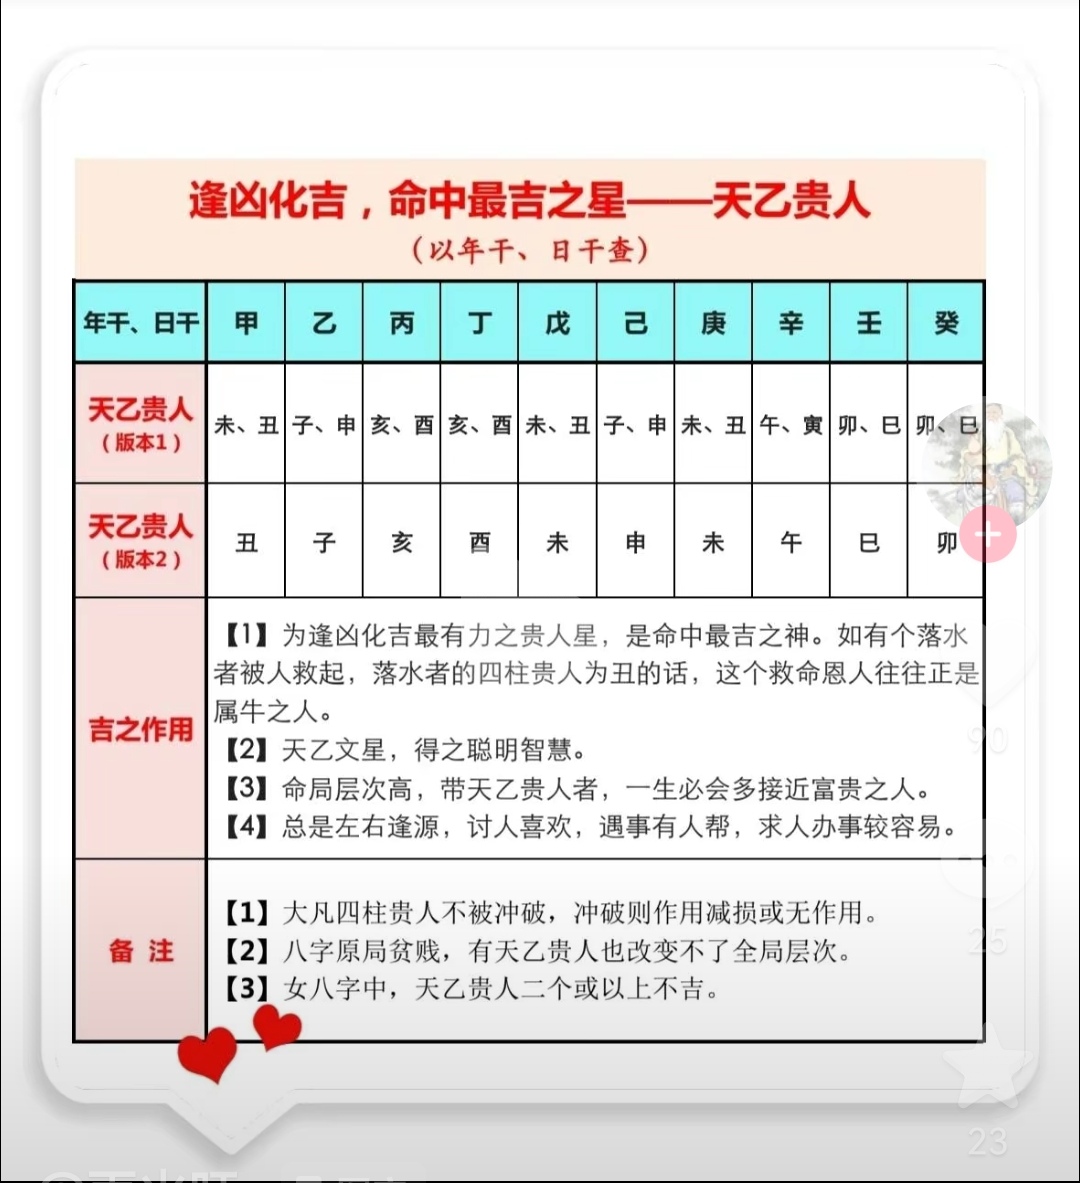 逢凶化吉，命中最吉之星——天乙贵人
（以年干、日干查）
年干、日干 甲 乙 丙 丁 戊 己 庚 辛 壬 癸
天乙贵人
（版本1）
未、丑 子、申 亥、酉 亥、酉 未、丑 子、申 未、丑 午、寅 卯、巳 卯、巳
天乙贵人
（版本2）
丑 子 亥 酉 未 申 未 午 巳 卯
吉之作用
【1】为逢凶化吉最有力之贵人星，是命中最吉之神。如有个落水
者被人救起，落水者的四柱贵人为丑的话，这个救命恩人往往正是
属牛之人。
【2】天乙文星，得之聪明智慧。
【3】命局层次高，带天乙贵人者，一生必会多接近富贵之人。
【4】总是左右逢源，讨人喜欢，遇事有人帮，求人办事较容易。
备 注
【1】大凡四柱贵人不被冲破，冲破则作用减损或无作用。
【2】八字原局贫贱，有天乙贵人也改变不了全局层次。
【3】女八字中，天乙贵人二个或以上不吉。
90
25
23